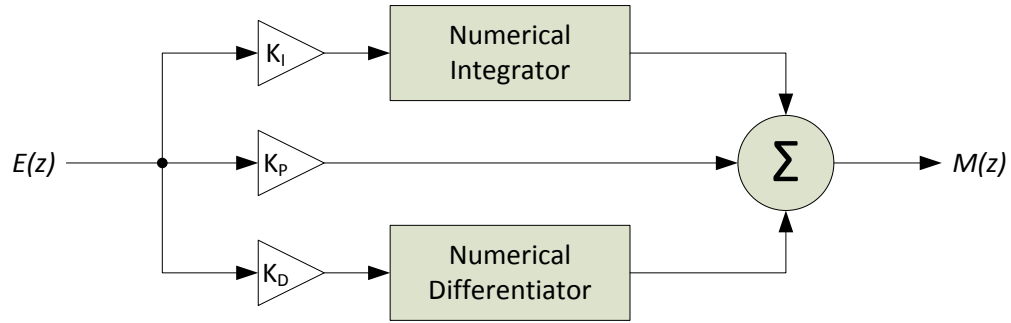 K_I
Numerical
Integrator
E(z)
K_P
Σ
M(z)
K_D
Numerical
Differentiator